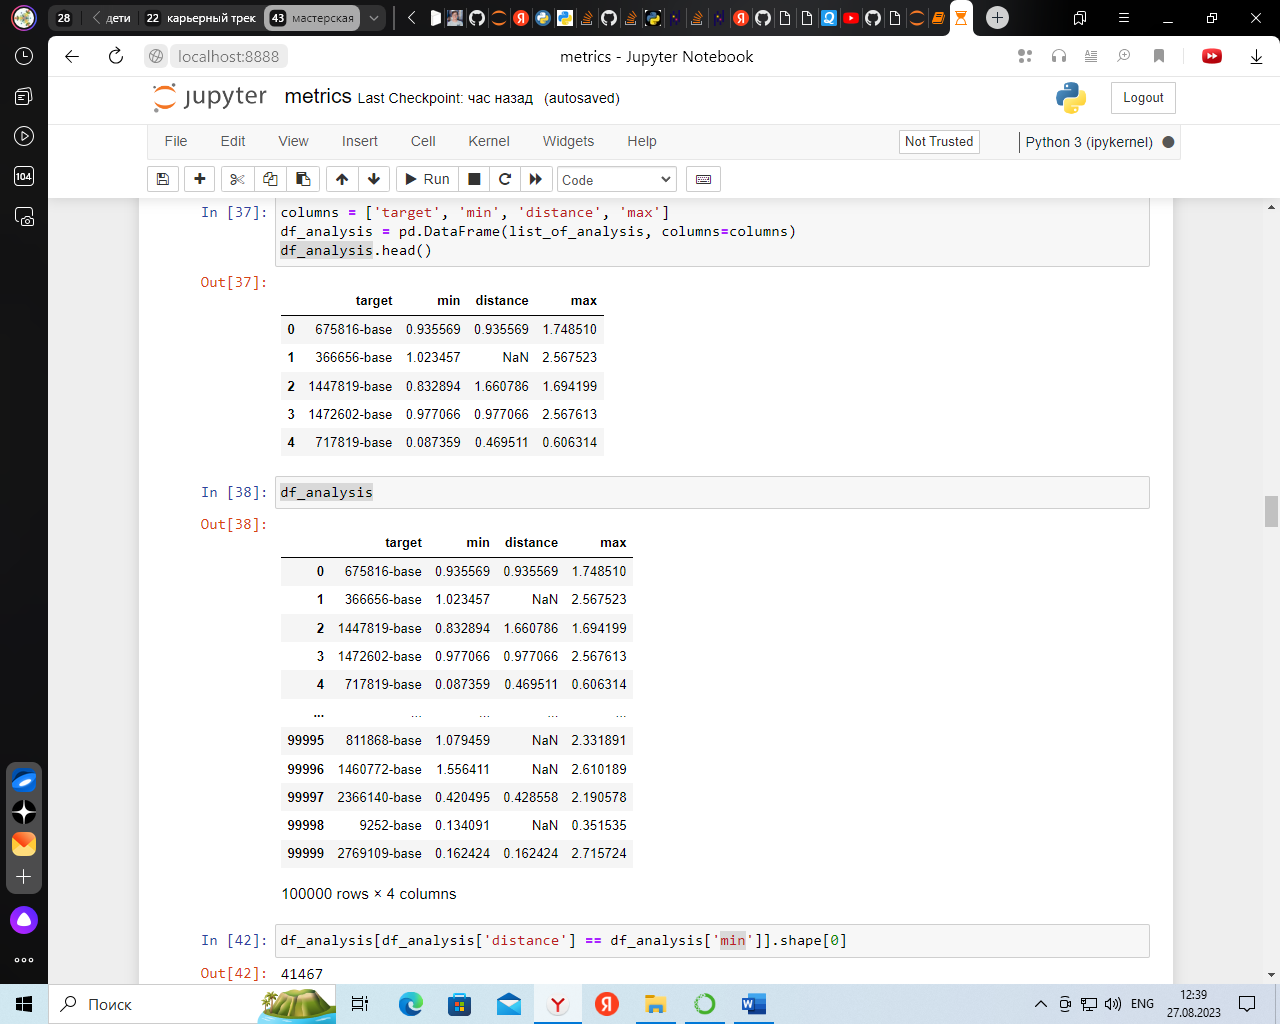 28 дети 22 карьерный трек 43 мастерская
localhost:8888 metrics - Jupyter Notebook
jupyter metrics Last Checkpoint: час назад (autosaved) Logout
File Edit View Insert Cell Kernel Widgets Help Not Trusted Python 3 (ipykernel)
Run Code
104
In [37]: columns = ['target', 'min', 'distance', 'max']
df_analysis = pd.DataFrame(list_of_analysis, columns=columns)
df_analysis.head()
Out[37]:
target min distance max
0 675816-base 0.935569 0.935569 1.748510
1 366656-base 1.023457 NaN 2.567523
2 1447819-base 0.832894 1.660786 1.694199
3 1472602-base 0.977066 0.977066 2.567613
4 717819-base 0.087359 0.469511 0.606314
In [38]: df_analysis
Out[38]:
target min distance max
0 675816-base 0.935569 0.935569 1.748510
1 366656-base 1.023457 NaN 2.567523
2 1447819-base 0.832894 1.660786 1.694199
3 1472602-base 0.977066 0.977066 2.567613
4 717819-base 0.087359 0.469511 0.606314
... ... ... ... ...
99995 811868-base 1.079459 NaN 2.331891
99996 1460772-base 1.556411 NaN 2.610189
99997 2366140-base 0.420495 0.428558 2.190578
99998 9252-base 0.134091 NaN 0.351535
99999 2769109-base 0.162424 0.162424 2.715724
100000 rows × 4 columns
In [42]: df_analysis[df_analysis['distance'] == df_analysis['min']].shape[0]
Out[42]: 41467
Поиск ENG 12:39
27.08.2023